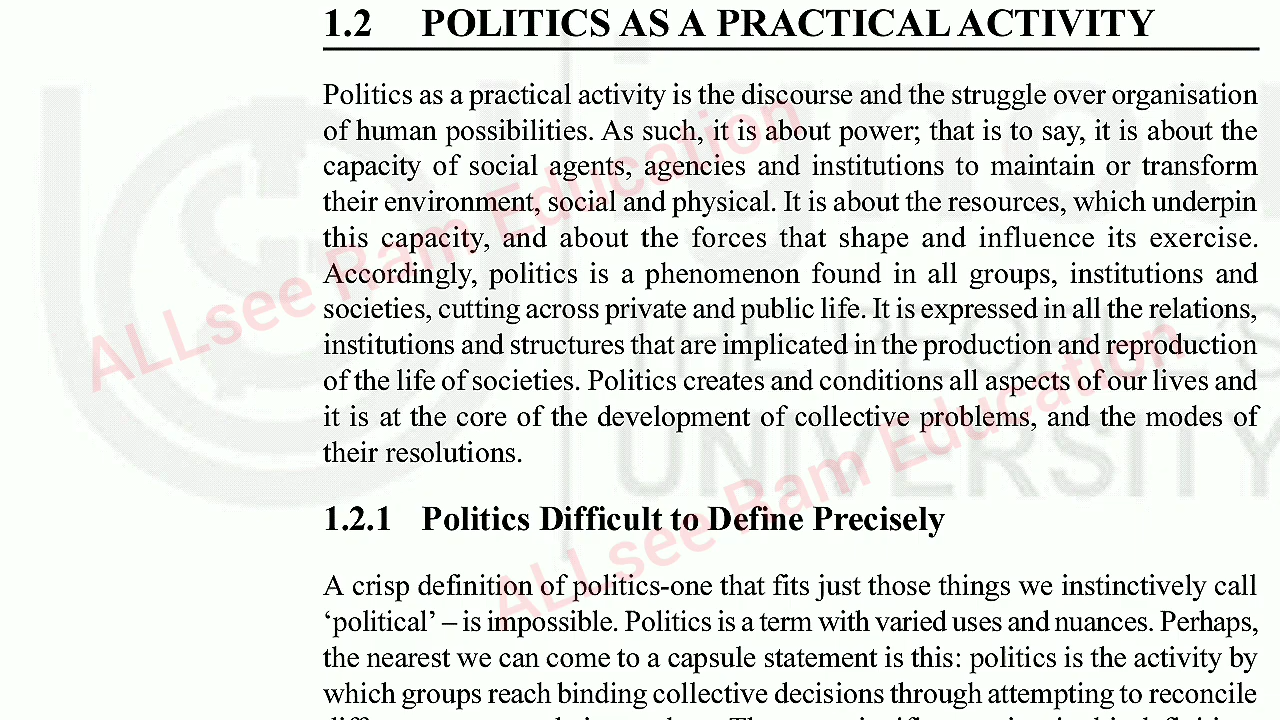 1.2 POLITICS AS A PRACTICAL ACTIVITY
Politics as a practical activity is the discourse and the struggle over organisation
of human possibilities. As such, it is about power; that is to say, it is about the
capacity of social agents, agencies and institutions to maintain or transform
their environment, social and physical. It is about the resources, which underpin
this capacity, and about the forces that shape and influence its exercise.
Accordingly, politics is a phenomenon found in all groups, institutions and
societies, cutting across private and public life. It is expressed in all the relations,
institutions and structures that are implicated in the production and reproduction
of the life of societies. Politics creates and conditions all aspects of our lives and
it is at the core of the development of collective problems, and the modes of
their resolutions.
1.2.1 Politics Difficult to Define Precisely
A crisp definition of politics-one that fits just those things we instinctively call
‘political’ – is impossible. Politics is a term with varied uses and nuances. Perhaps,
the nearest we can come to a capsule statement is this: politics is the activity by
which groups reach binding collective decisions through attempting to reconcile
ALLsee Ram Education
ALLsee Ram Education
THE PEOPLE'S
UNIVERSITY